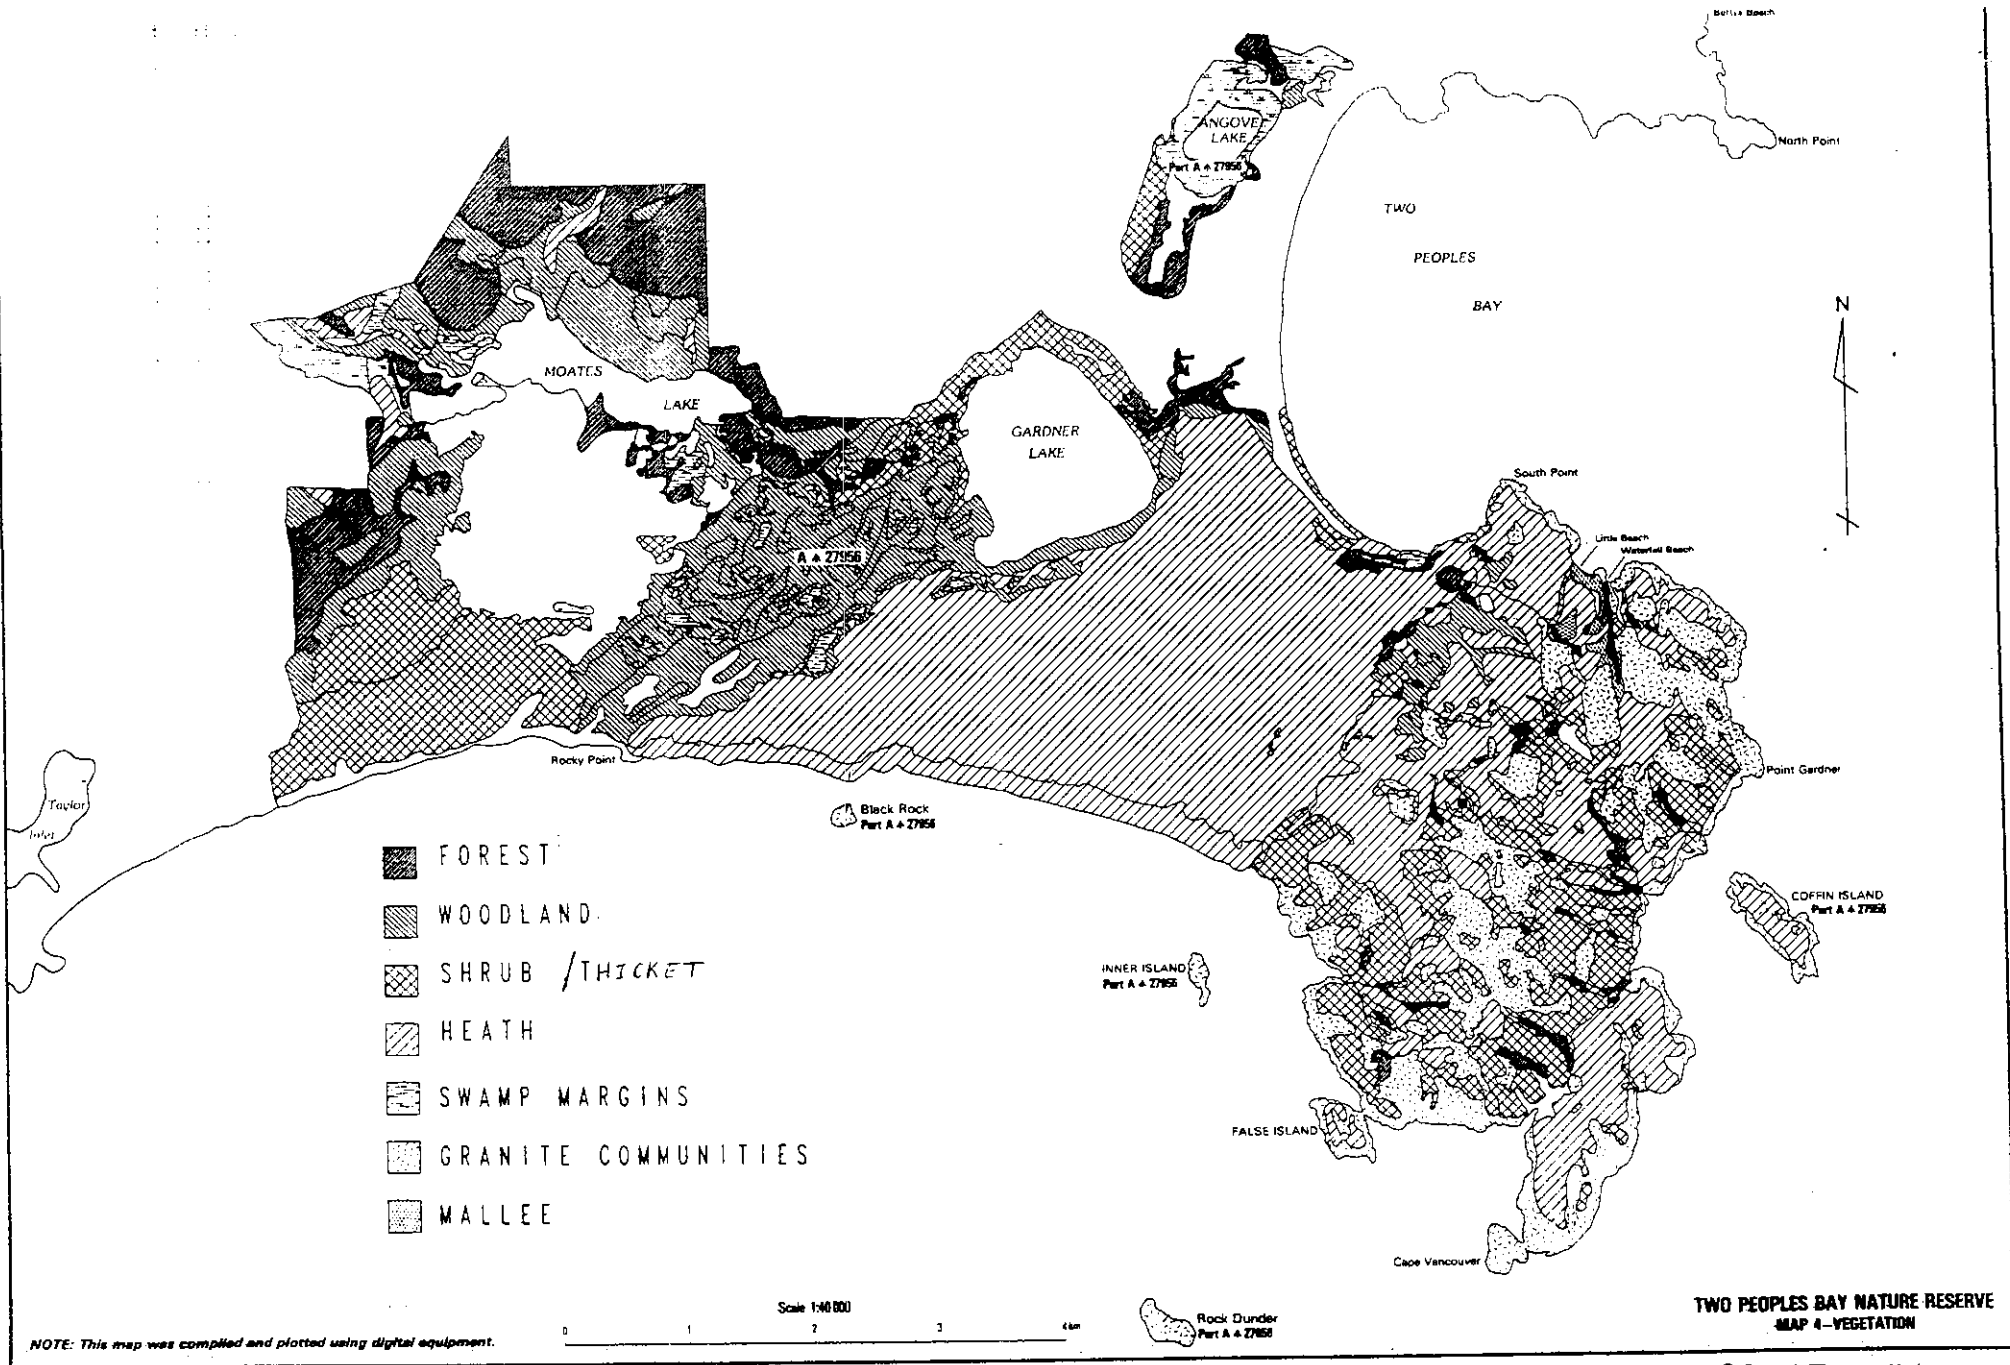 Bettys Beach
North Point
ANGOVE
LAKE
Part A 27956
TWO
PEOPLES
BAY
N
MOATES
LAKE
GARDNER
LAKE
South Point
Little Beach
Waterfall Beach
A 27956
Rocky Point
Point Gardner
Taylor
Inlet
Black Rock
Part A 27956
FOREST
WOODLAND
SHRUB /THICKET
HEATH
SWAMP MARGINS
GRANITE COMMUNITIES
MALLEE
COFFIN ISLAND
Part A 27956
INNER ISLAND
Part A 27956
FALSE ISLAND
Cape Vancouver
Rock Dunder
Part A 27956
Scale 1:40 000
0 1 2 3 4 km
NOTE: This map was compiled and plotted using digital equipment.
TWO PEOPLES BAY NATURE RESERVE
MAP 4–VEGETATION